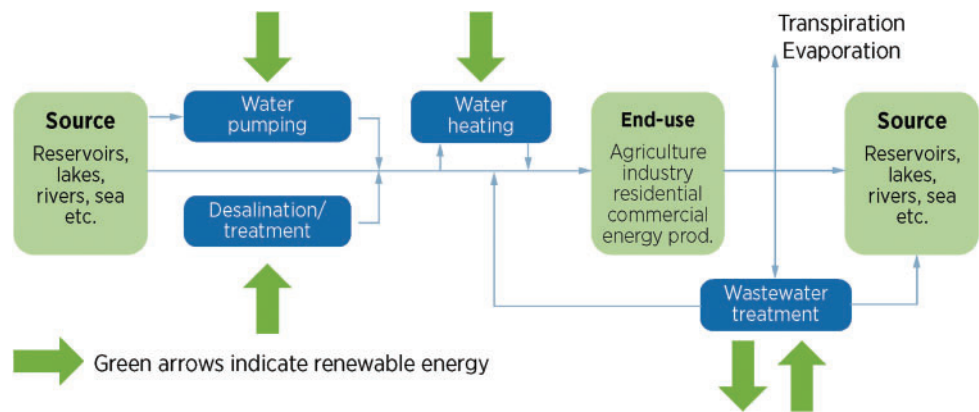 Transpiration
Evaporation
Source
Reservoirs,
lakes,
rivers, sea
etc.
Water
pumping
Desalination/
treatment
Water
heating
End-use
Agriculture
industry
residential
commercial
energy prod.
Source
Reservoirs,
lakes,
rivers, sea
etc.
Wastewater
treatment
Green arrows indicate renewable energy